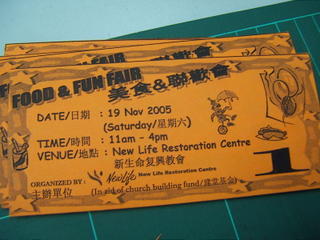 FOOD & FUN FAIR
美食&聯歡會
DATE/日期 : 19 Nov 2005
(Saturday/星期六)
TIME/時間 : 11am - 4pm
VENUE/地點 : New Life Restoration Centre
新生命复興教會
ORGANIZED BY : New Life New Life Restoration Centre
主辦單位 (In aid of church building fund/建堂基金)
1